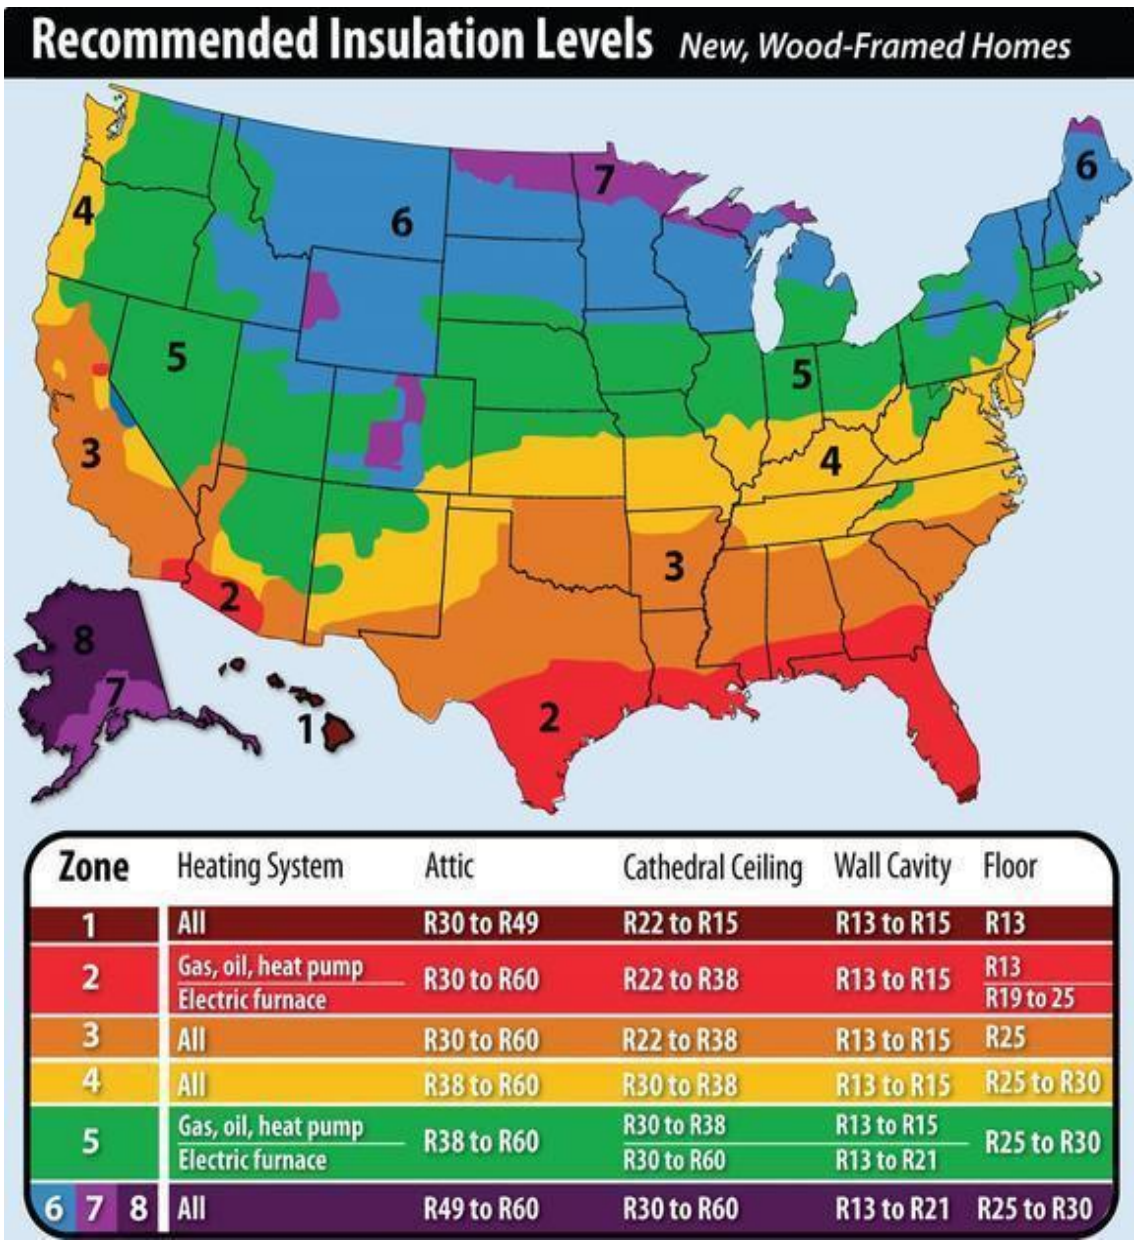 Recommended Insulation Levels New, Wood-Framed Homes
7
6
4
6
5
5
3
4
3
2
8
7
2
1
Zone Heating System Attic Cathedral Ceiling Wall Cavity Floor
1 All R30 to R49 R22 to R15 R13 to R15 R13
2 Gas, oil, heat pump R30 to R60 R22 to R38 R13 to R15 R13
Electric furnace R19 to 25
3 All R30 to R60 R22 to R38 R13 to R15 R25
4 All R38 to R60 R30 to R38 R13 to R15 R25 to R30
5 Gas, oil, heat pump R38 to R60 R30 to R38 R13 to R15 R25 to R30
Electric furnace R30 to R60 R13 to R21
6 7 8 All R49 to R60 R30 to R60 R13 to R21 R25 to R30